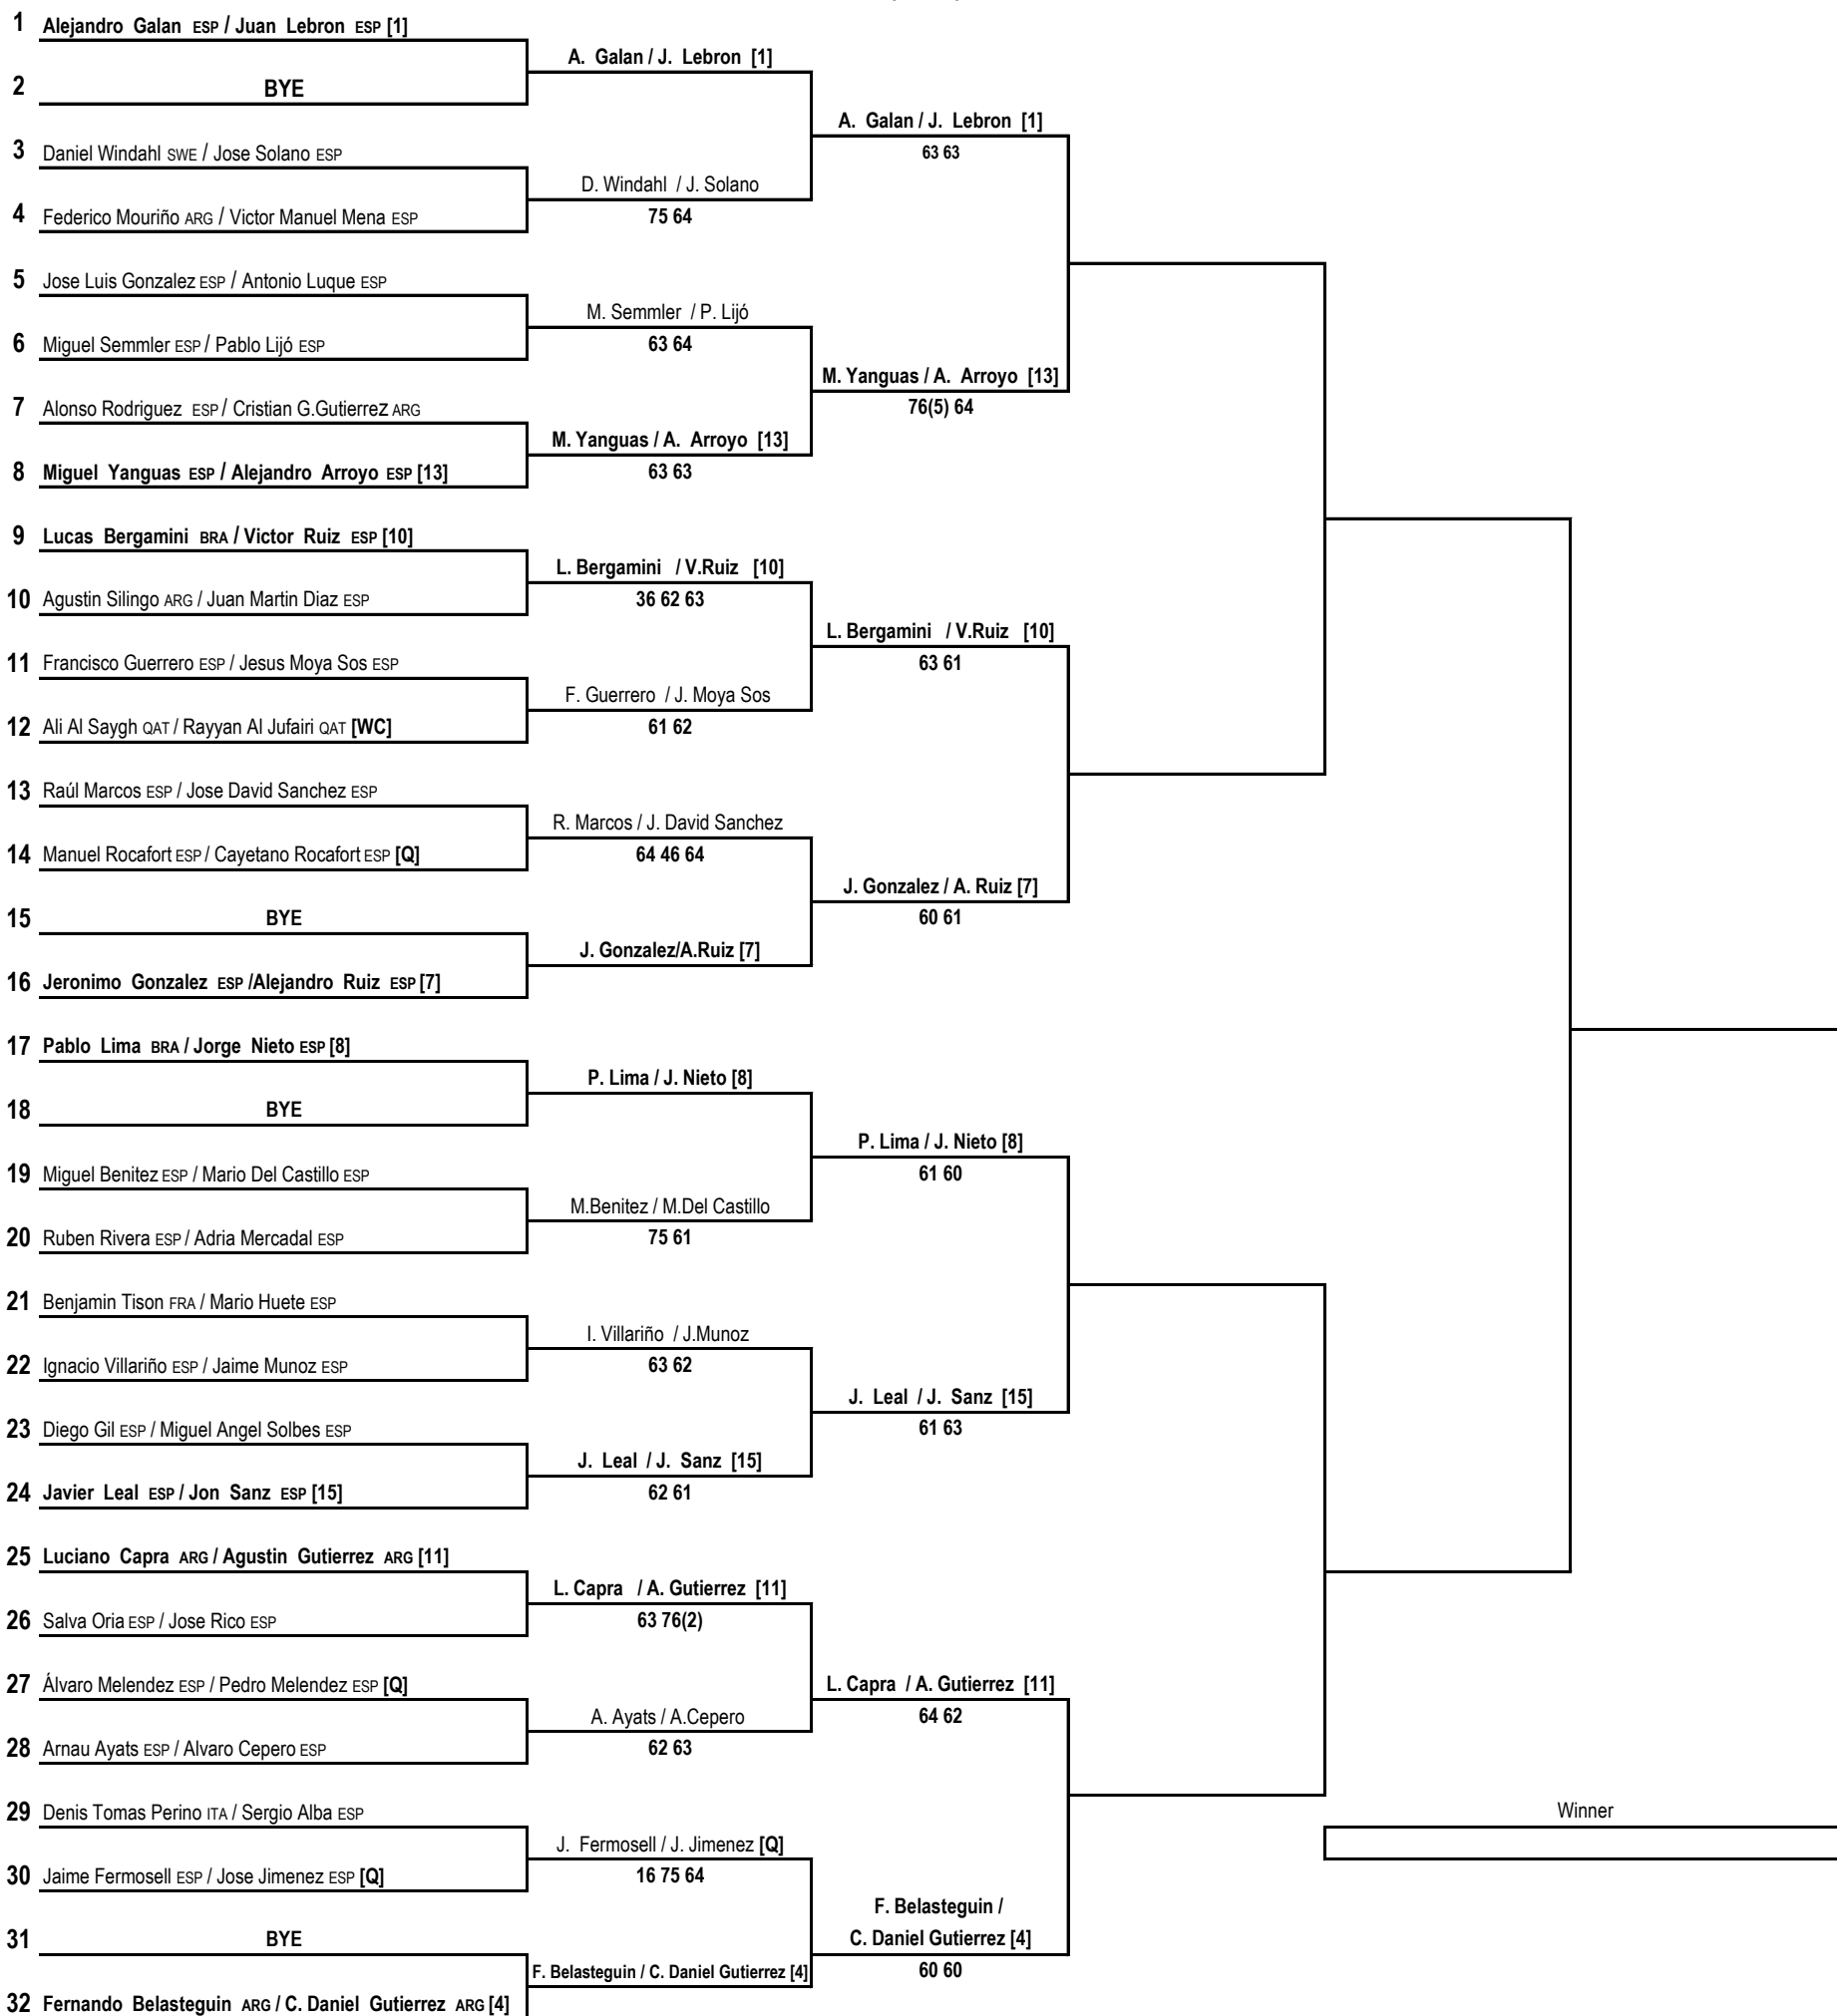 1 Alejandro Galan ESP / Juan Lebron ESP [1]
A. Galan / J. Lebron [1]
2 BYE
A. Galan / J. Lebron [1]
63 63
3 Daniel Windahl SWE / Jose Solano ESP
D. Windahl / J. Solano
75 64
4 Federico Mouriño ARG / Victor Manuel Mena ESP
5 Jose Luis Gonzalez ESP / Antonio Luque ESP
M. Semmler / P. Lijó
63 64
6 Miguel Semmler ESP / Pablo Lijó ESP
M. Yanguas / A. Arroyo [13]
76(5) 64
7 Alonso Rodriguez ESP / Cristian G.Gutierrez ARG
M. Yanguas / A. Arroyo [13]
63 63
8 Miguel Yanguas ESP / Alejandro Arroyo ESP [13]
9 Lucas Bergamini BRA / Victor Ruiz ESP [10]
L. Bergamini / V.Ruiz [10]
36 62 63
10 Agustin Silingo ARG / Juan Martin Diaz ESP
L. Bergamini / V.Ruiz [10]
63 61
11 Francisco Guerrero ESP / Jesus Moya Sos ESP
F. Guerrero / J. Moya Sos
61 62
12 Ali Al Saygh QAT / Rayyan Al Jufairi QAT [WC]
13 Raúl Marcos ESP / Jose David Sanchez ESP
R. Marcos / J. David Sanchez
64 46 64
14 Manuel Rocafort ESP / Cayetano Rocafort ESP [Q]
J. Gonzalez / A. Ruiz [7]
60 61
15 BYE
J. Gonzalez/A.Ruiz [7]
16 Jeronimo Gonzalez ESP /Alejandro Ruiz ESP [7]
17 Pablo Lima BRA / Jorge Nieto ESP [8]
P. Lima / J. Nieto [8]
18 BYE
P. Lima / J. Nieto [8]
61 60
19 Miguel Benitez ESP / Mario Del Castillo ESP
M.Benitez / M.Del Castillo
75 61
20 Ruben Rivera ESP / Adria Mercadal ESP
21 Benjamin Tison FRA / Mario Huete ESP
I. Villariño / J.Munoz
63 62
22 Ignacio Villariño ESP / Jaime Munoz ESP
J. Leal / J. Sanz [15]
61 63
23 Diego Gil ESP / Miguel Angel Solbes ESP
J. Leal / J. Sanz [15]
62 61
24 Javier Leal ESP / Jon Sanz ESP [15]
25 Luciano Capra ARG / Agustin Gutierrez ARG [11]
L. Capra / A. Gutierrez [11]
63 76(2)
26 Salva Oria ESP / Jose Rico ESP
L. Capra / A. Gutierrez [11]
64 62
27 Álvaro Melendez ESP / Pedro Melendez ESP [Q]
A. Ayats / A.Cepero
62 63
28 Arnau Ayats ESP / Alvaro Cepero ESP
29 Denis Tomas Perino ITA / Sergio Alba ESP
Winner
J. Fermosell / J. Jimenez [Q]
16 75 64
30 Jaime Fermosell ESP / Jose Jimenez ESP [Q]
F. Belasteguin /
C. Daniel Gutierrez [4]
60 60
31 BYE
F. Belasteguin / C. Daniel Gutierrez [4]
32 Fernando Belasteguin ARG / C. Daniel Gutierrez ARG [4]